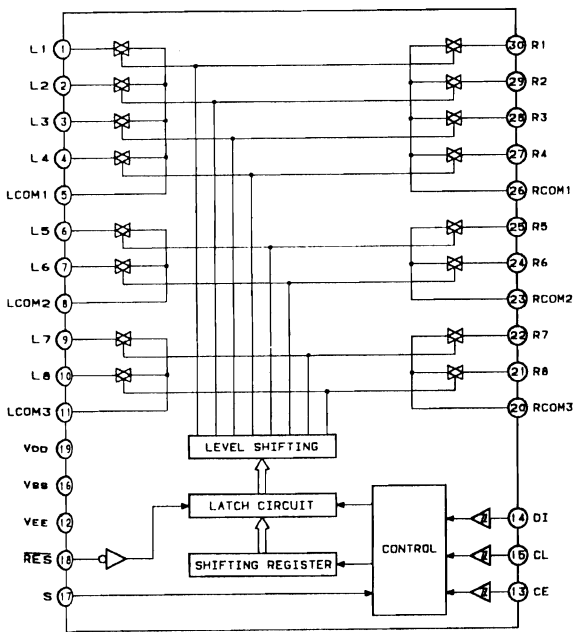 L1 1 30 R1
L2 2 29 R2
L3 3 28 R3
L4 4 27 R4
LCOM1 5 26 RCOM1
L5 6 25 R5
L6 7 24 R6
LCOM2 8 23 RCOM2
L7 9 22 R7
L8 10 21 R8
LCOM3 11 20 RCOM3
VDD 19
LEVEL SHIFTING
VSS 16
VEE 12
LATCH CIRCUIT
14 DI
RES 18
CONTROL
15 CL
SHIFTING REGISTER
S 17
13 CE